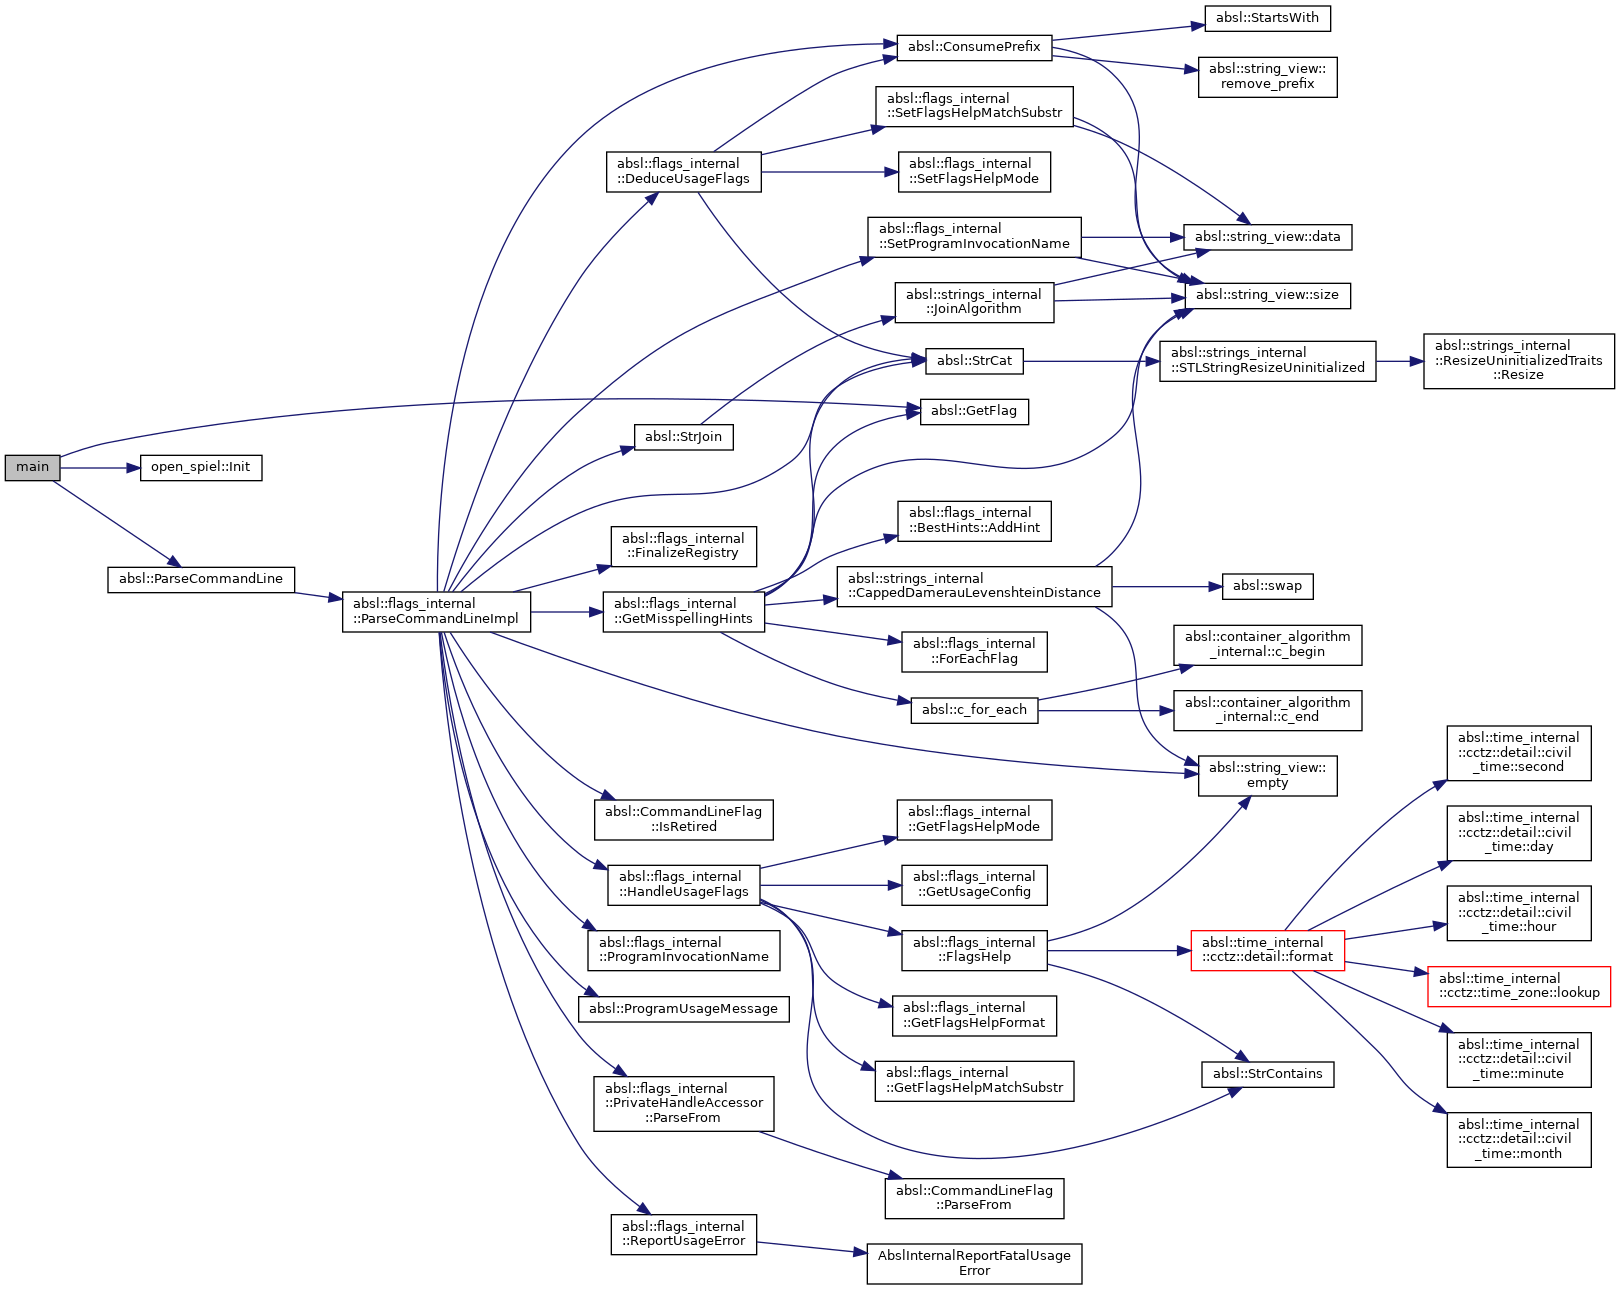 main
open_spiel::Init
absl::ParseCommandLine
absl::flags_internal
::ParseCommandLineImpl
absl::flags_internal
::DeduceUsageFlags
absl::StrJoin
absl::flags_internal
::FinalizeRegistry
absl::flags_internal
::GetMisspellingHints
absl::CommandLineFlag
::IsRetired
absl::flags_internal
::HandleUsageFlags
absl::flags_internal
::ProgramInvocationName
absl::ProgramUsageMessage
absl::flags_internal
::PrivateHandleAccessor
::ParseFrom
absl::flags_internal
::ReportUsageError
absl::ConsumePrefix
absl::flags_internal
::SetFlagsHelpMatchSubstr
absl::flags_internal
::SetFlagsHelpMode
absl::flags_internal
::SetProgramInvocationName
absl::strings_internal
::JoinAlgorithm
absl::StrCat
absl::GetFlag
absl::flags_internal
::BestHints::AddHint
absl::strings_internal
::CappedDamerauLevenshteinDistance
absl::flags_internal
::ForEachFlag
absl::c_for_each
absl::flags_internal
::GetFlagsHelpMode
absl::flags_internal
::GetUsageConfig
absl::flags_internal
::FlagsHelp
absl::flags_internal
::GetFlagsHelpFormat
absl::flags_internal
::GetFlagsHelpMatchSubstr
absl::CommandLineFlag
::ParseFrom
AbslInternalReportFatalUsage
Error
absl::StartsWith
absl::string_view::
remove_prefix
absl::string_view::data
absl::string_view::size
absl::strings_internal
::STLStringResizeUninitialized
absl::swap
absl::container_algorithm
_internal::c_begin
absl::container_algorithm
_internal::c_end
absl::string_view::
empty
absl::time_internal
::cctz::detail::format
absl::StrContains
absl::strings_internal
::ResizeUninitializedTraits
::Resize
absl::time_internal
::cctz::detail::civil
_time::second
absl::time_internal
::cctz::detail::civil
_time::day
absl::time_internal
::cctz::detail::civil
_time::hour
absl::time_internal
::cctz::time_zone::lookup
absl::time_internal
::cctz::detail::civil
_time::minute
absl::time_internal
::cctz::detail::civil
_time::month